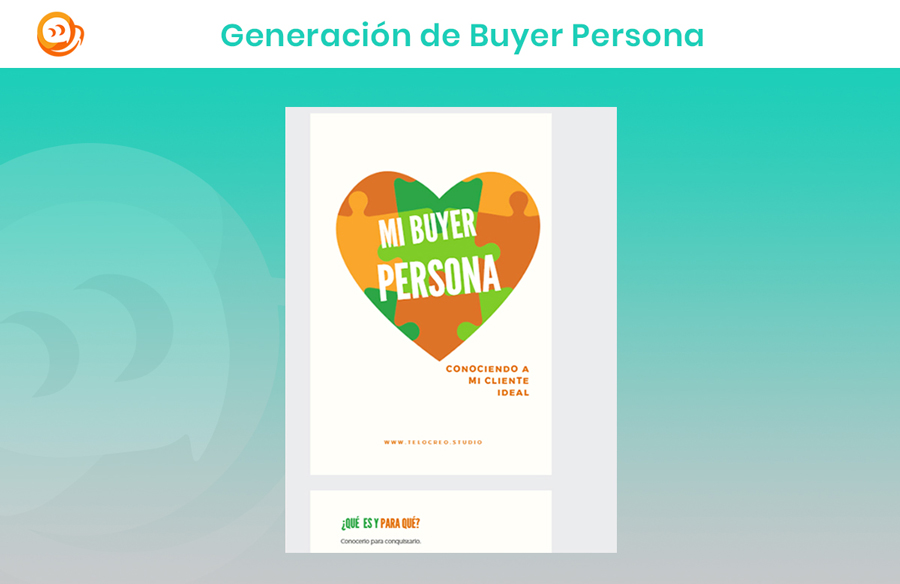 Generación de Buyer Persona
MI BUYER
PERSONA
CONOCIENDO A
MI CLIENTE
IDEAL
WWW.TELOCREO.STUDIO
¿QUÉ ES Y PARA QUÉ?
Conocerlo para conquistarlo.